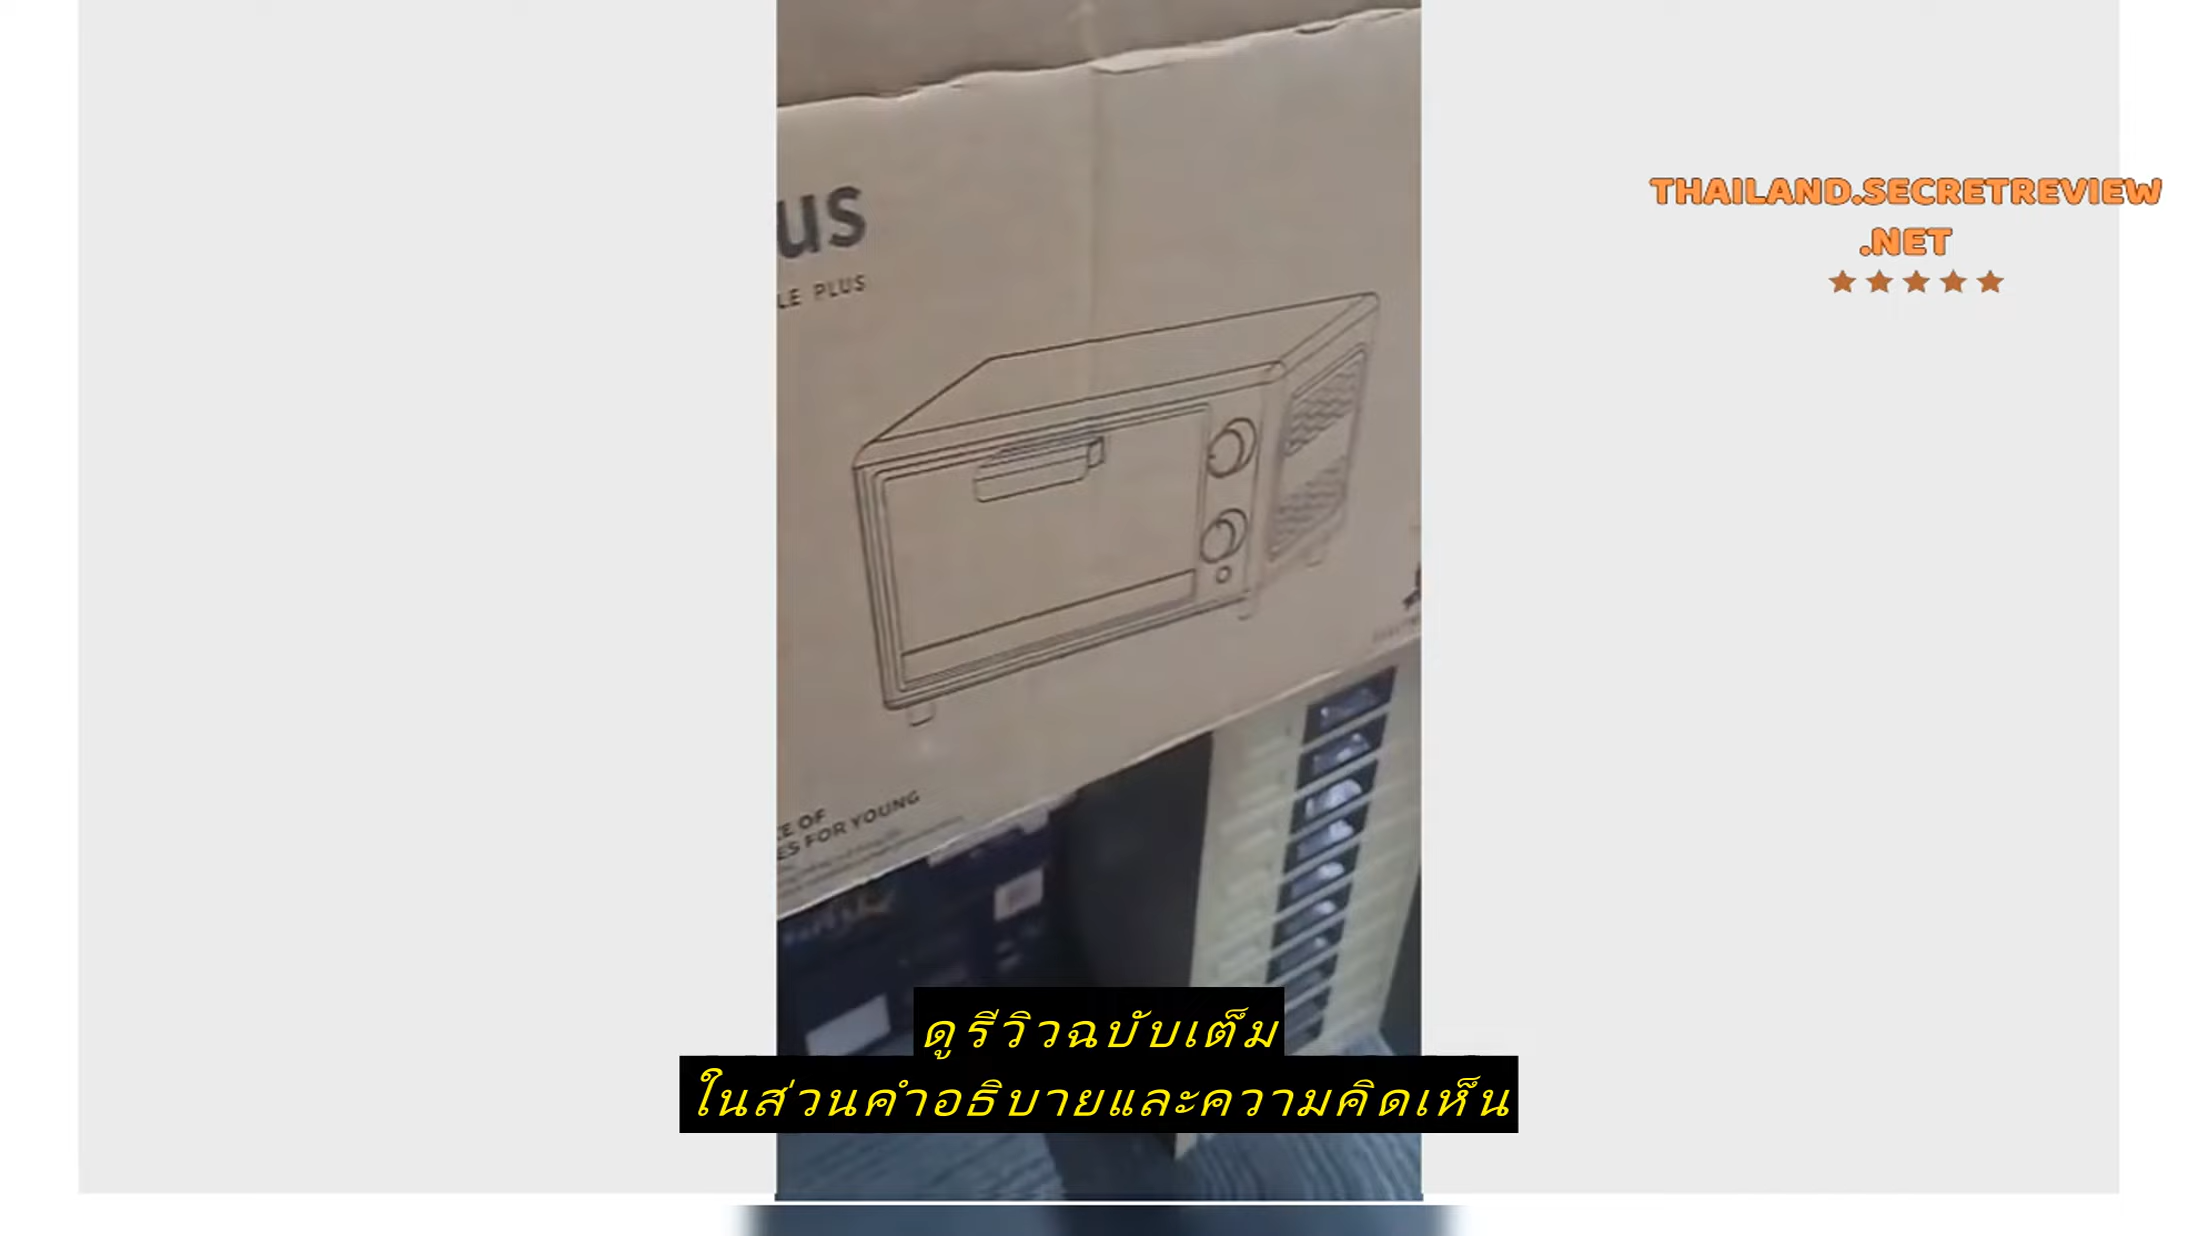 us
LE PLUS
THAILAND.SECRETREVIEW
.NET
E OF
ES FOR YOUNG
ดูรีวิวฉบับเต็ม
ในส่วนคำอธิบายและความคิดเห็น